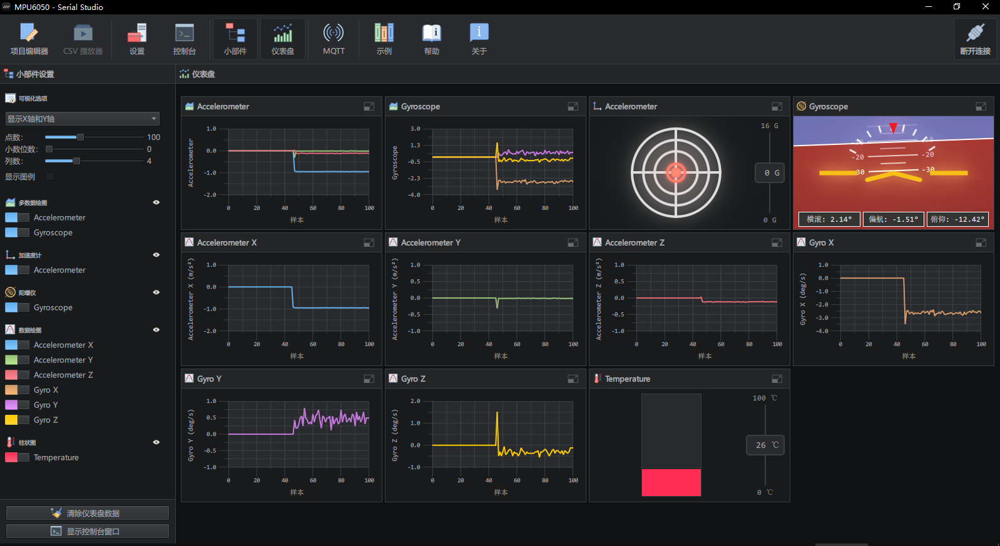 MPU6050 - Serial Studio
项目编辑器
CSV 播放器
设置
控制台
小部件
仪表盘
MQTT
示例
帮助
关于
断开连接
小部件设置
可视化选项
显示X轴和Y轴
点数: 100
小数位数: 0
列数: 4
显示图例
多数据绘图
Accelerometer
Gyroscope
加速度计
Accelerometer
陀螺仪
Gyroscope
数据绘图
Accelerometer X
Accelerometer Y
Accelerometer Z
Gyro X
Gyro Y
Gyro Z
柱状图
Temperature
清除仪表盘数据
显示控制台窗口
仪表盘
Accelerometer
Accelerometer
1.0
0.0
-1.0
-2.0
0 20 40 60 80 100
样本
Gyroscope
Gyroscope
3.0
1.3
-0.5
-2.3
-4.0
0 20 40 60 80 100
样本
Accelerometer
16 G
0 G
0 G
Gyroscope
-20 -20
-30
横滚: 2.14°
偏航: -1.51°
俯仰: -12.42°
Accelerometer X
Accelerometer X (m/s²)
1.0
0.0
-1.0
-2.0
0 20 40 60 80 100
样本
Accelerometer Y
Accelerometer Y (m/s²)
1.0
0.5
0.0
-0.5
-1.0
0 20 40 60 80 100
样本
Accelerometer Z
Accelerometer Z (m/s²)
1.0
0.5
0.0
-0.5
-1.0
0 20 40 60 80 100
样本
Gyro X
Gyro X (deg/s)
1.0
0.0
-1.0
-2.0
-3.0
-4.0
0 20 40 60 80 100
样本
Gyro Y
Gyro Y (deg/s)
1.0
0.5
0.0
-0.5
-1.0
0 20 40 60 80 100
样本
Gyro Z
Gyro Z (deg/s)
2.0
1.0
0.0
-1.0
0 20 40 60 80 100
样本
Temperature
100 ℃
26 ℃
0 ℃